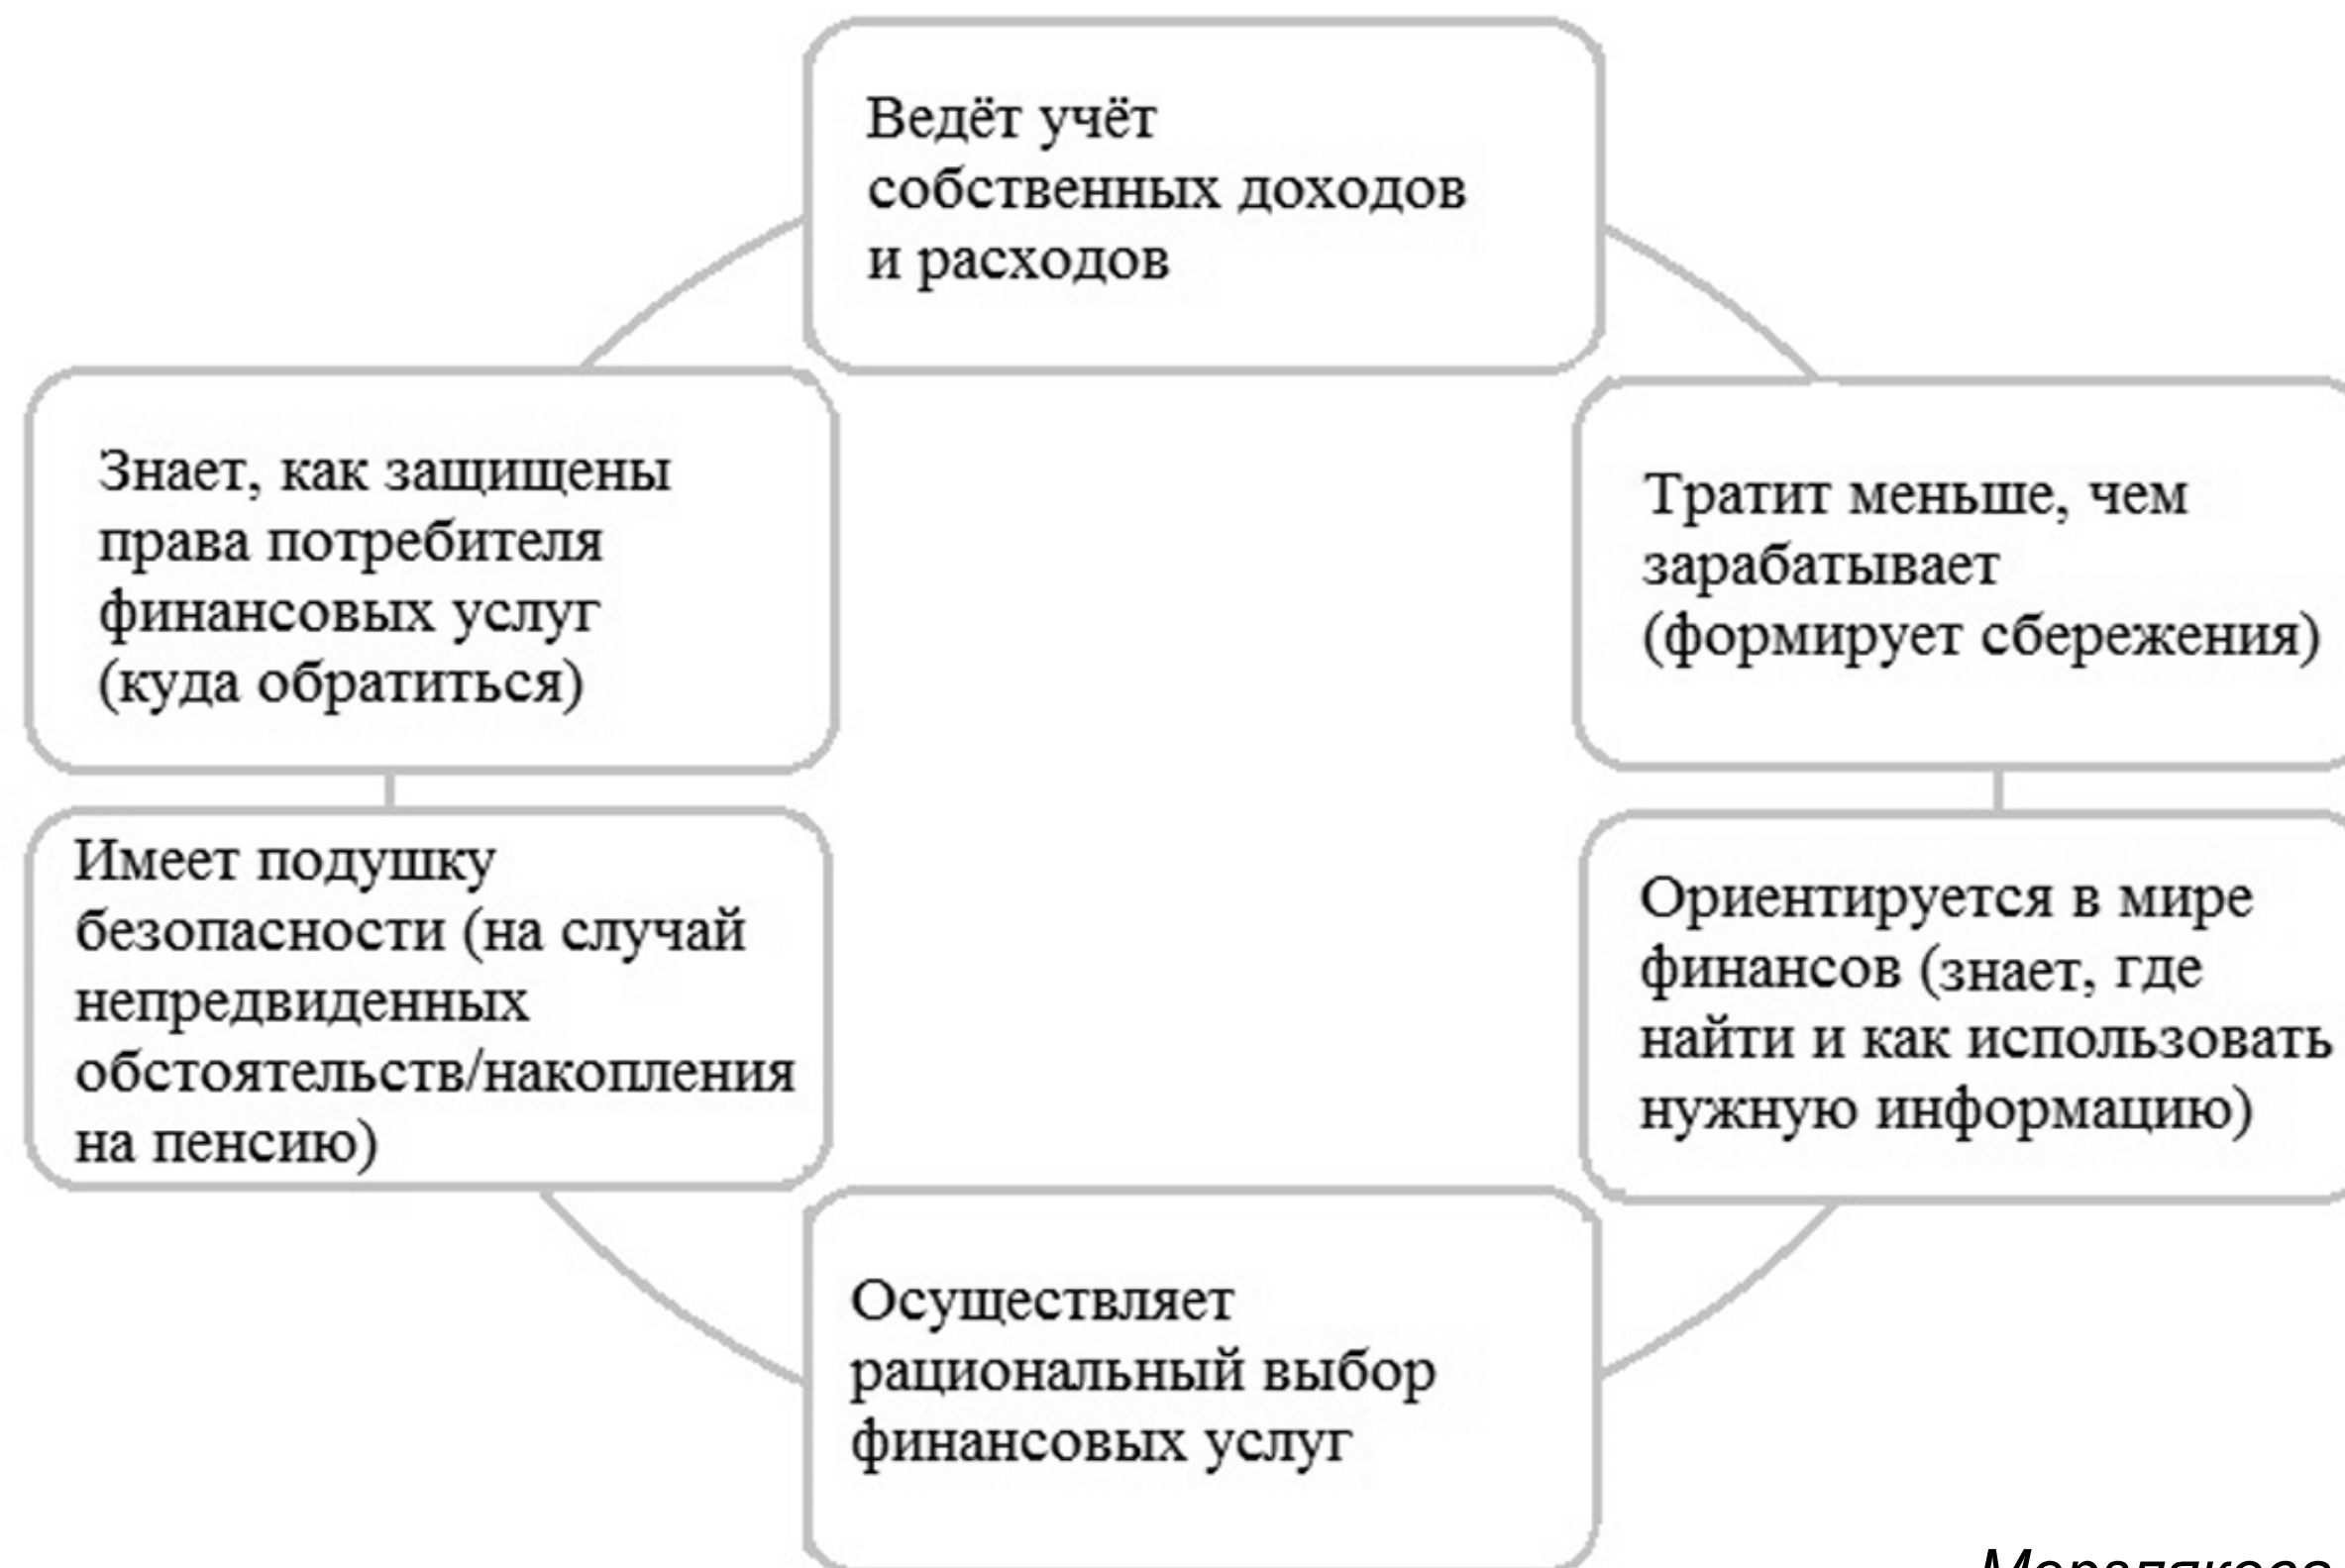 Ведёт учёт
собственных доходов
и расходов
Знает, как защищены
права потребителя
финансовых услуг
(куда обратиться)
Тратит меньше, чем
зарабатывает
(формирует сбережения)
Имеет подушку
безопасности (на случай
непредвиденных
обстоятельств/накопления
на пенсию)
Ориентируется в мире
финансов (знает, где
найти и как использовать
нужную информацию)
Осуществляет
рациональный выбор
финансовых услуг